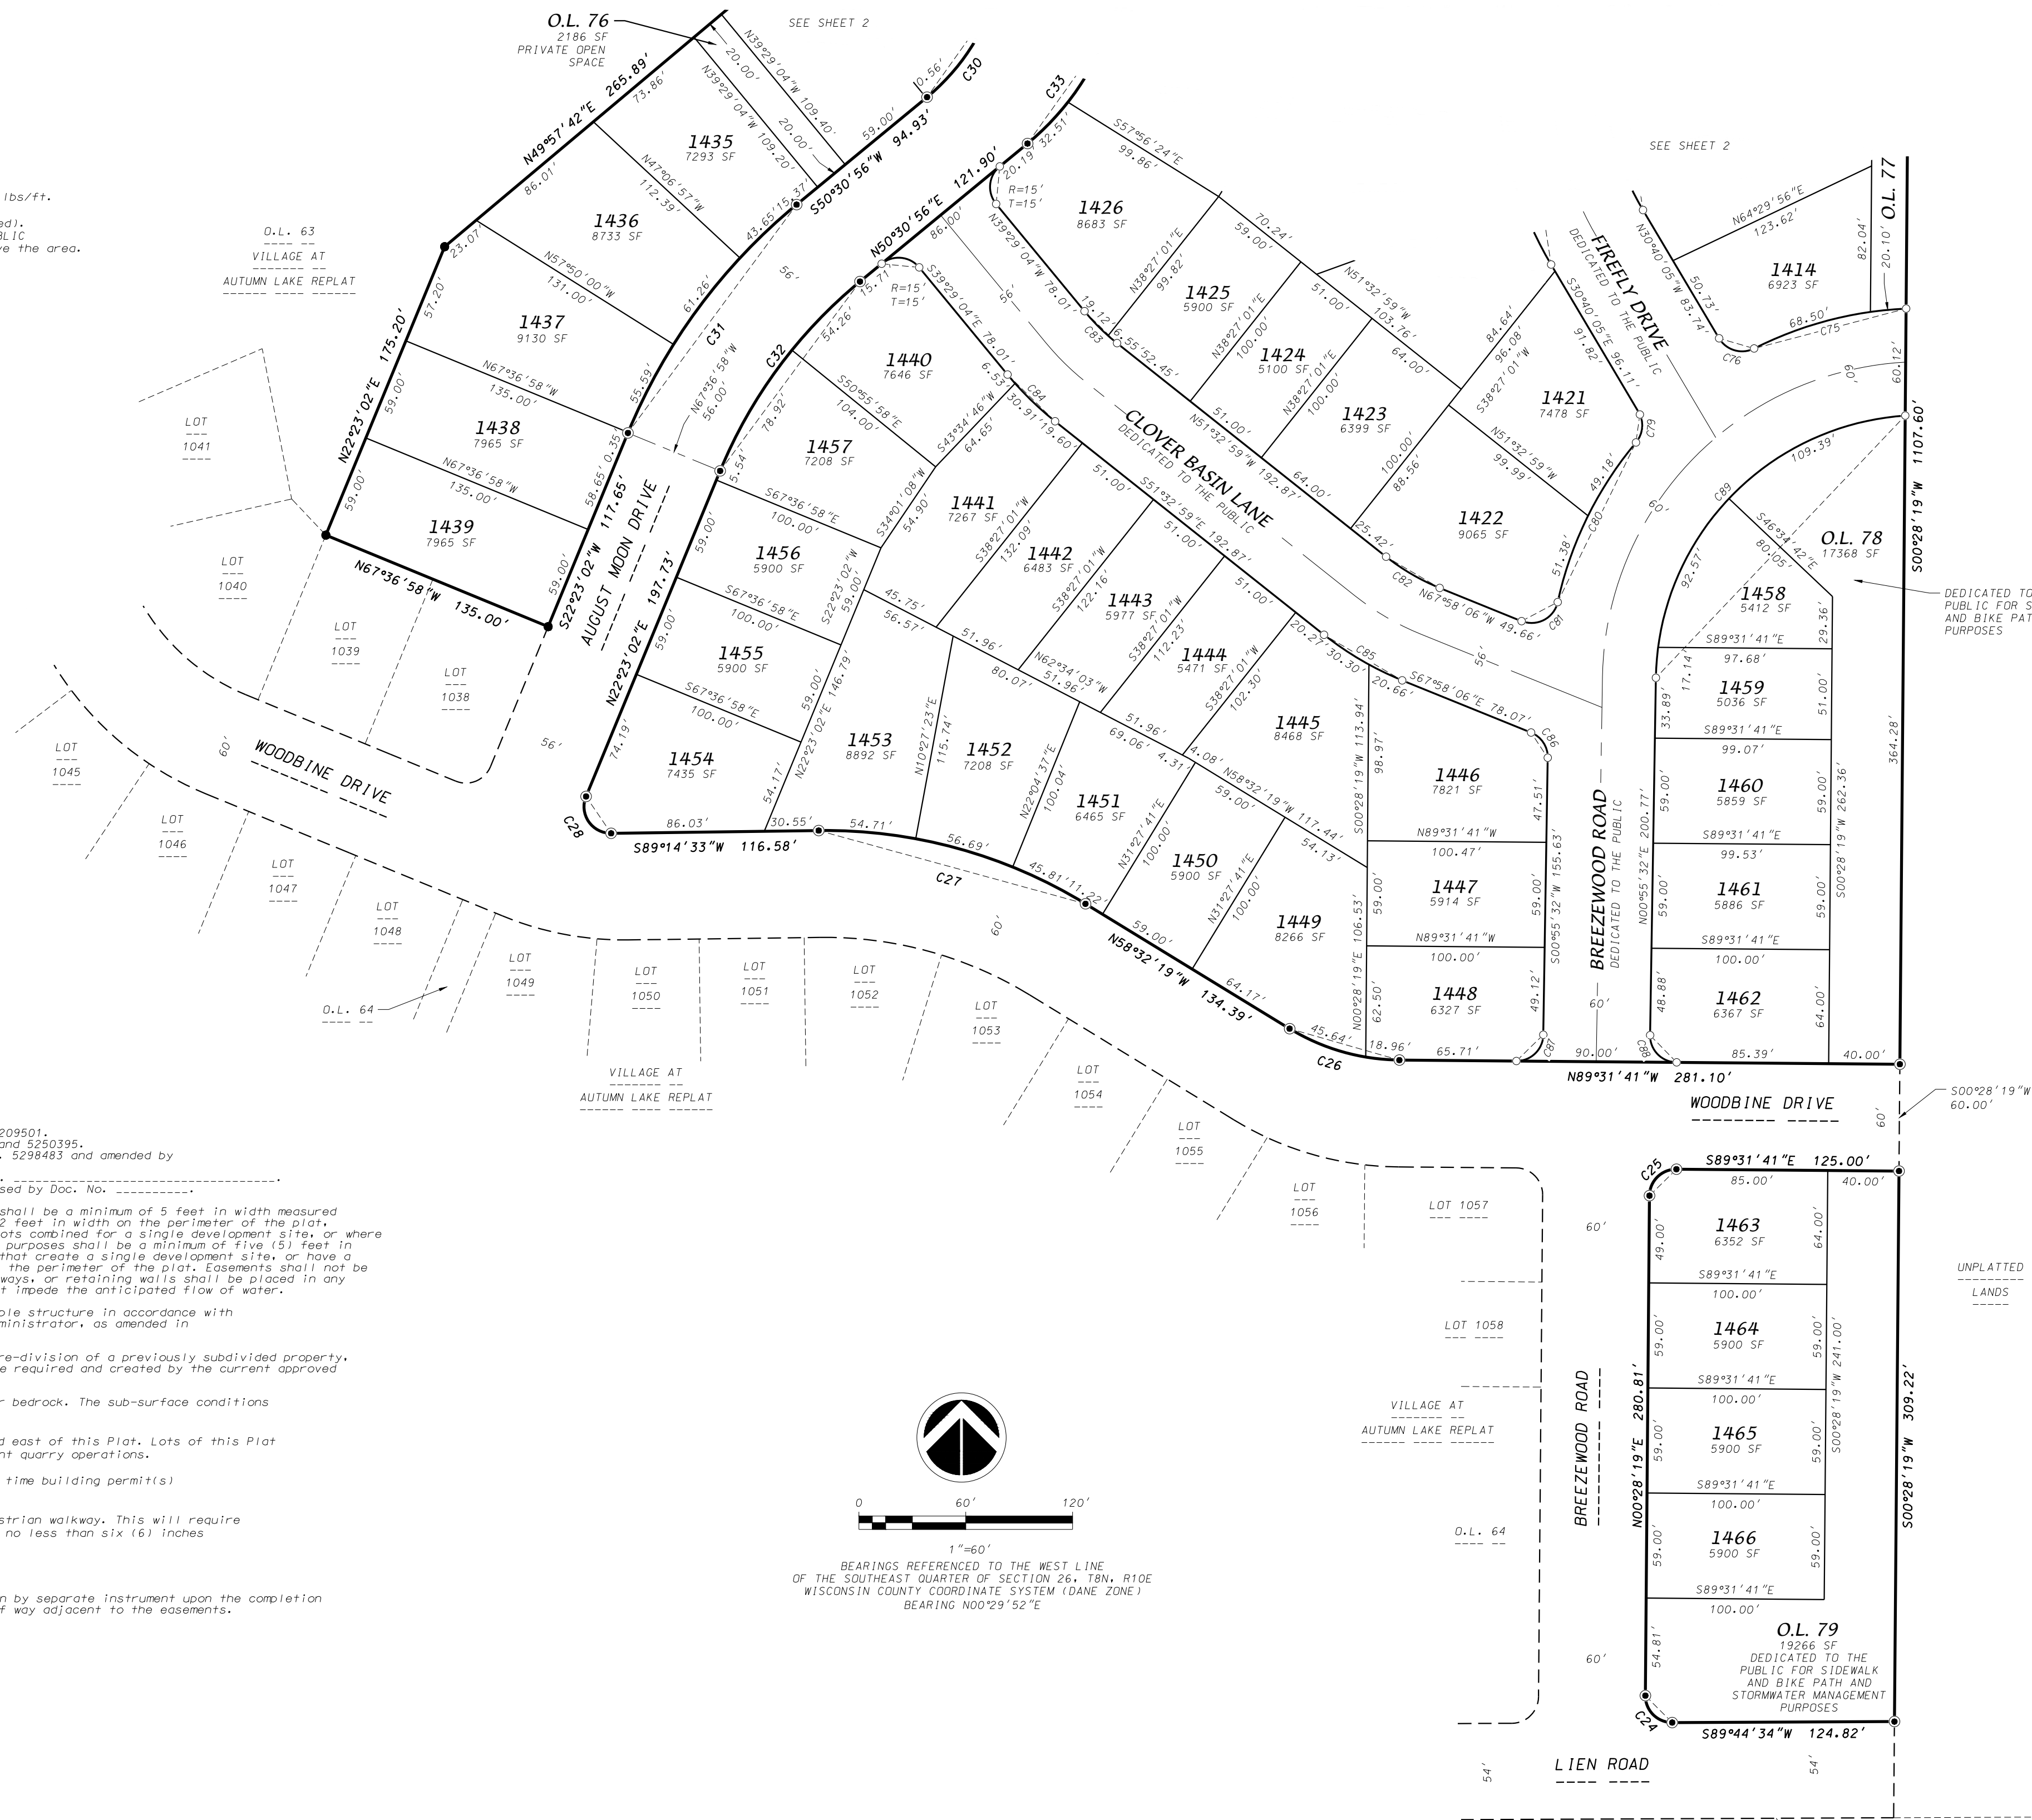 O.L. 76
2186 SF
PRIVATE OPEN
SPACE
SEE SHEET 2
SEE SHEET 2
lbs/ft.
ed).
BLIC
ve the area.
O.L. 63
VILLAGE AT
AUTUMN LAKE REPLAT
N49°57'42"E 265.89'
73.86'
86.01'
23.07'
20.00'
N39°29'04"W 109.40'
N39°29'04"W 109.20'
20.00'
1435
7293 SF
N47°06'57"W
112.39'
1436
8733 SF
N57°50'00"W
131.00'
1437
9130 SF
N67°36'58"W
135.00'
1438
7965 SF
N67°36'58"W
135.00'
1439
7965 SF
N67°36'58"W 135.00'
N22°23'02"E 175.20'
57.20'
59.00'
59.00'
S50°30'56"W 94.93'
59.00'
0.56'
C30
15.37'
43.65'
61.26'
55.59'
C31
0.35'
58.65'
59.00'
S22°23'02"W 117.65'
56'
N67°36'58"W
56.00'
AUGUST MOON DRIVE
C33
32.51'
20.19'
N50°30'56"E 121.90'
86.00'
15.71'
R=15'
T=15'
R=15'
T=15'
54.26'
C32
78.92'
5.54'
N22°23'02"E 197.73'
59.00'
59.00'
74.19'
C28
56'
56'
N39°29'04"W 78.01'
S39°29'04"E 78.01'
19.12'
C83
6.55'
52.45'
6.53'
C84
30.91'
19.60'
1426
8683 SF
S57°56'24"E
99.86'
N38°27'01"E
99.82'
1425
5900 SF
N38°27'01"E
100.00'
1424
5100 SF
N38°27'01"E
100.00'
1423
6399 SF
70.24'
59.00'
N51°32'59"W
103.76'
51.00'
64.00'
51.00'
64.00'
N51°32'59"W 192.87'
25.42'
84.64'
96.08'
S38°27'01"W
100.00'
88.56'
1421
7478 SF
N51°32'59"W
99.99'
1422
9065 SF
S30°40'05"E 96.11'
91.82'
C79
49.18'
C80
51.38'
C81
C82
N67°58'06"W 49.66'
FIREFLY DRIVE
DEDICATED TO THE PUBLIC
N30°40'05"W 83.74'
50.73'
N64°29'56"E
123.62'
1414
6923 SF
82.04'
20.10'
O.L. 77
68.50'
C75
C76
60.12'
60'
60'
S00°28'19"W 1107.60'
CLOVER BASIN LANE
DEDICATED TO THE PUBLIC
56'
1440
7646 SF
S50°55'58"E
104.00'
1457
7208 SF
S43°34'46"W
64.65'
S34°01'08"W
54.90'
S67°36'58"E
100.00'
1456
5900 SF
S67°36'58"E
100.00'
1455
5900 SF
S67°36'58"E
100.00'
1454
7435 SF
S22°23'02"W
59.00'
59.00'
N22°23'02"E 146.79'
54.17'
1441
7267 SF
S38°27'01"W
132.09'
1442
6483 SF
S38°27'01"W
122.16'
1443
5977 SF
S38°27'01"W
112.23'
1444
5471 SF
S38°27'01"W
102.30'
1445
8468 SF
51.00'
51.00'
51.00'
S51°32'59"E 192.87'
20.27'
30.30'
C85
20.66'
S67°58'06"E 78.07'
C86
45.75'
56.57'
51.96'
80.07'
N62°34'03"W
51.96'
51.96'
69.06'
4.31'
4.08'
N58°32'19"W 117.44'
59.00'
54.13'
1453
8892 SF
N10°27'23"E
115.74'
1452
7208 SF
N22°04'37"E
100.04'
1451
6465 SF
N31°27'41"E
100.00'
1450
5900 SF
N31°27'41"E
100.00'
1449
8266 SF
N00°28'19"E 106.53'
S00°28'19"W 113.94'
98.97'
59.00'
62.50'
1446
7821 SF
N89°31'41"W
100.47'
1447
5914 SF
N89°31'41"W
100.00'
1448
6327 SF
47.51'
59.00'
49.12'
S00°55'32"W 155.63'
86.03'
30.55'
S89°14'33"W 116.58'
54.71'
56.69'
C27
45.81'
11.22'
59.00'
N58°32'19"W 134.39'
64.17'
45.64'
C26
18.96'
65.71'
C87
90.00'
C88
85.39'
40.00'
N89°31'41"W 281.10'
BREEZEWOOD ROAD
DEDICATED TO THE PUBLIC
60'
N00°55'32"E 200.77'
109.39'
C89
92.57'
17.14'
33.89'
59.00'
59.00'
48.88'
S46°34'42"E
80.05'
O.L. 78
17368 SF
DEDICATED TO
PUBLIC FOR S
AND BIKE PAT
PURPOSES
1458
5412 SF
29.36'
S89°31'41"E
97.68'
1459
5036 SF
51.00'
S89°31'41"E
99.07'
1460
5859 SF
59.00'
S89°31'41"E
99.53'
1461
5886 SF
59.00'
S89°31'41"E
100.00'
1462
6367 SF
64.00'
S00°28'19"W 262.36'
364.28'
WOODBINE DRIVE
60'
S00°28'19"W
60.00'
LOT
1041
LOT
1040
LOT
1039
LOT
1038
WOODBINE DRIVE
60'
LOT
1045
LOT
1046
LOT
1047
LOT
1048
O.L. 64
LOT
1049
LOT
1050
LOT
1051
LOT
1052
LOT
1053
LOT
1054
LOT
1055
LOT
1056
LOT 1057
LOT 1058
60'
VILLAGE AT
AUTUMN LAKE REPLAT
C25
S89°31'41"E 125.00'
85.00'
40.00'
60'
49.00'
1463
6352 SF
64.00'
S89°31'41"E
100.00'
59.00'
1464
5900 SF
59.00'
S89°31'41"E
100.00'
59.00'
1465
5900 SF
59.00'
S89°31'41"E
100.00'
59.00'
1466
5900 SF
59.00'
S89°31'41"E
100.00'
S00°28'19"W 241.00'
N00°28'19"E 280.81'
S00°28'19"W 309.22'
UNPLATTED
LANDS
BREEZEWOOD ROAD
VILLAGE AT
AUTUMN LAKE REPLAT
O.L. 64
54.81'
60'
O.L. 79
19266 SF
DEDICATED TO THE
PUBLIC FOR SIDEWALK
AND BIKE PATH AND
STORMWATER MANAGEMENT
PURPOSES
C24
S89°44'34"W 124.82'
LIEN ROAD
54'
54'
209501.
and 5250395.
. 5298483 and amended by
. ________________________________.
sed by Doc. No. __________.
shall be a minimum of 5 feet in width measured
2 feet in width on the perimeter of the plat,
ots combined for a single development site, or where
purposes shall be a minimum of five (5) feet in
that create a single development site, or have a
the perimeter of the plat. Easements shall not be
ways, or retaining walls shall be placed in any
t impede the anticipated flow of water.
ble structure in accordance with
ministrator, as amended in
re-division of a previously subdivided property,
e required and created by the current approved
r bedrock. The sub-surface conditions
d east of this Plat. Lots of this Plat
nt quarry operations.
time building permit(s)
strian walkway. This will require
no less than six (6) inches
n by separate instrument upon the completion
f way adjacent to the easements.
0 60' 120'
1"=60'
BEARINGS REFERENCED TO THE WEST LINE
OF THE SOUTHEAST QUARTER OF SECTION 26, T8N, R10E
WISCONSIN COUNTY COORDINATE SYSTEM (DANE ZONE)
BEARING N00°29'52"E